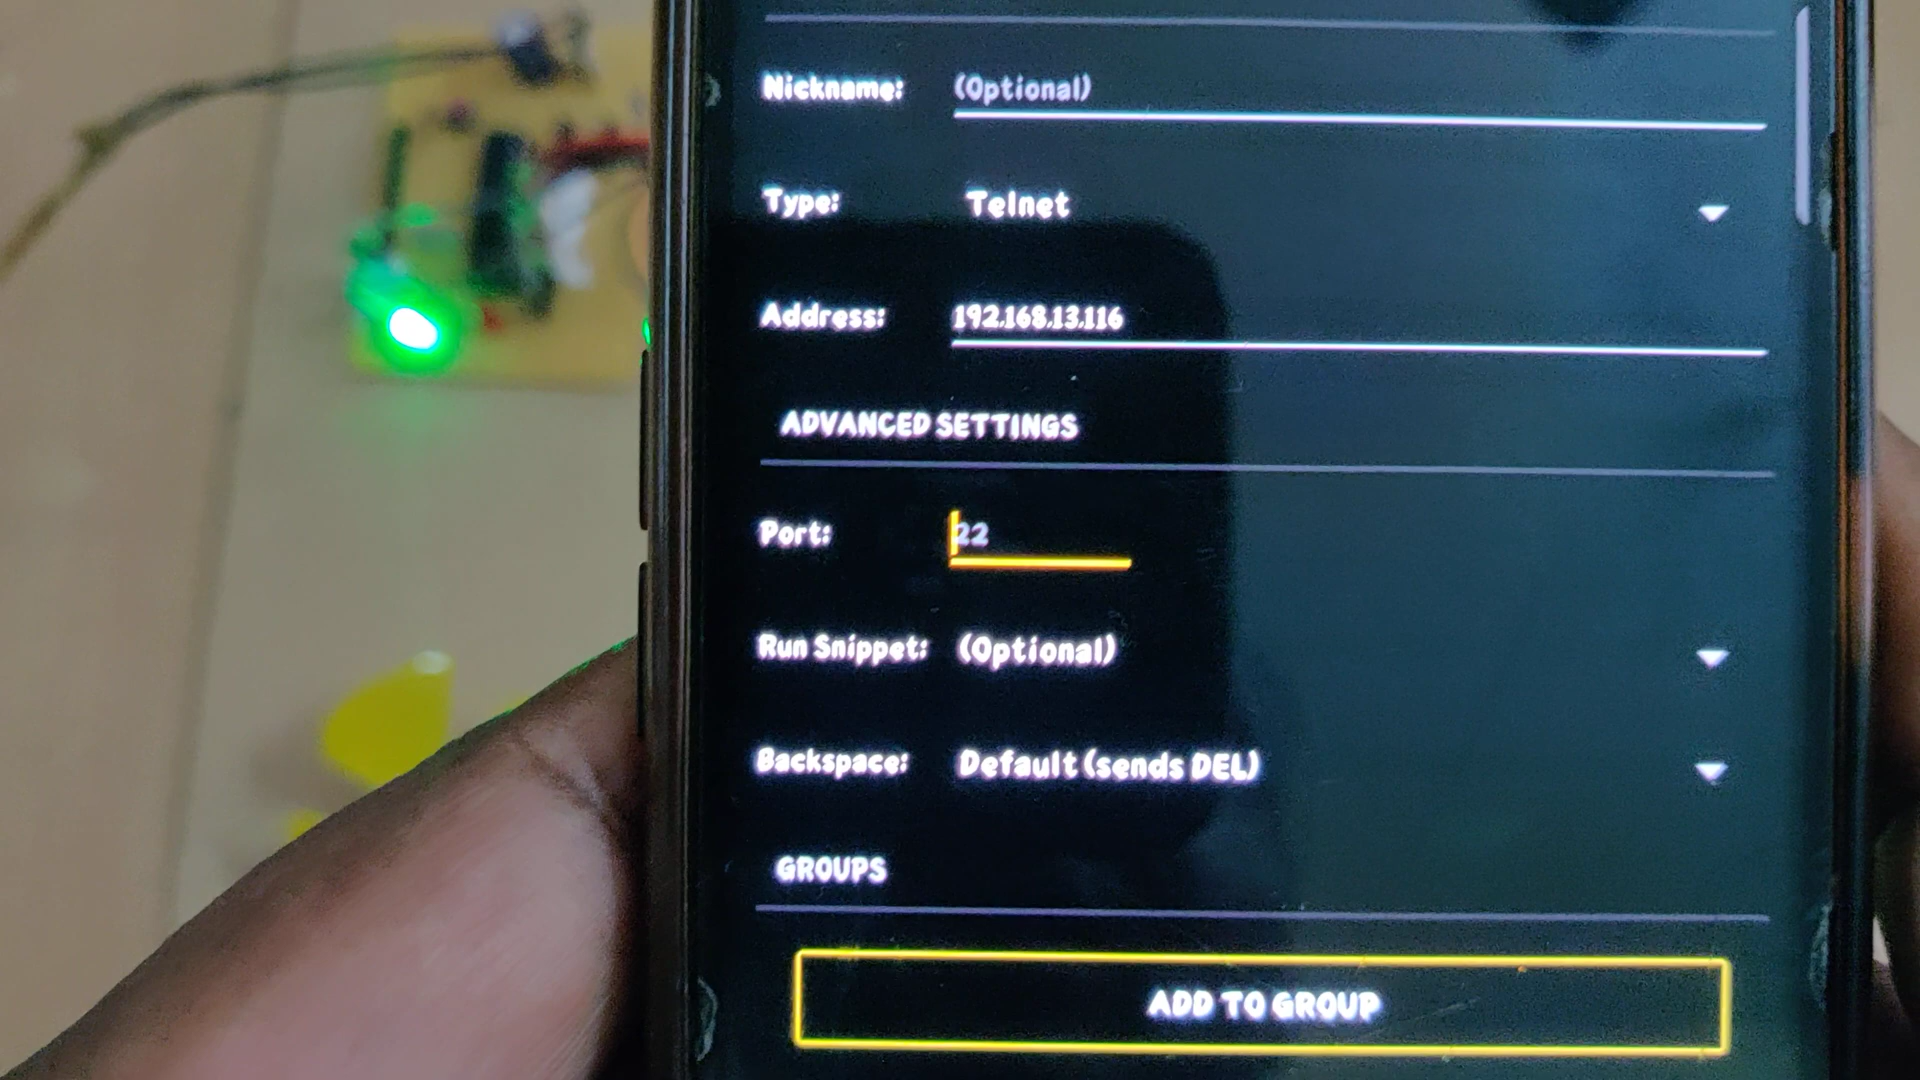 Nickname: (Optional)
Type: Telnet
Address: 192.168.13.116
ADVANCED SETTINGS
Port: 22
Run Snippet: (Optional)
Backspace: Default (sends DEL)
GROUPS
ADD TO GROUP